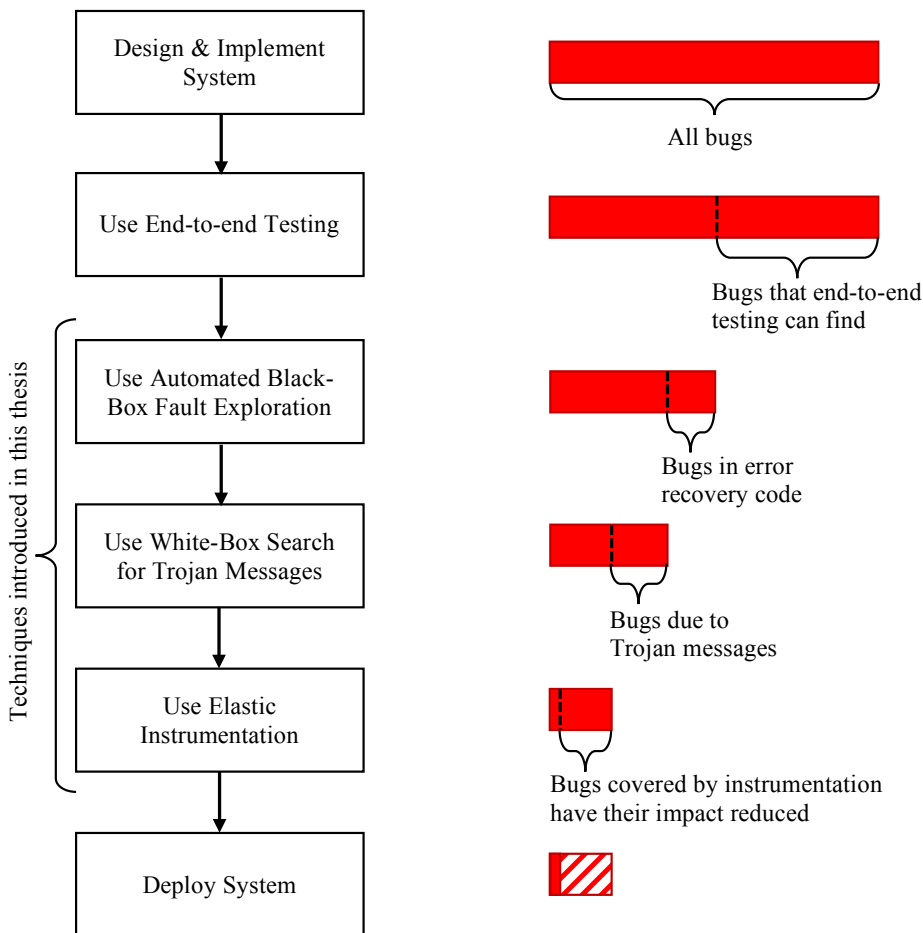 Design & Implement
System
All bugs
Use End-to-end Testing
Bugs that end-to-end
testing can find
Techniques introduced in this thesis
Use Automated Black-
Box Fault Exploration
Bugs in error
recovery code
Use White-Box Search
for Trojan Messages
Bugs due to
Trojan messages
Use Elastic
Instrumentation
Bugs covered by instrumentation
have their impact reduced
Deploy System